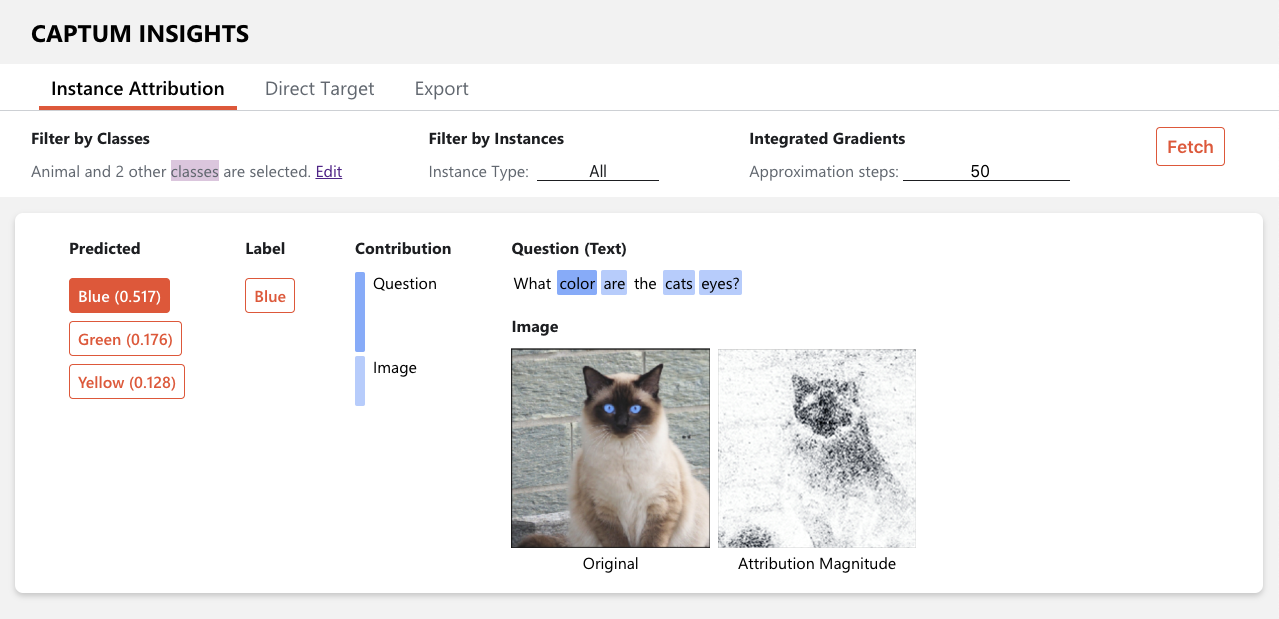 CAPTUM INSIGHTS
Instance Attribution Direct Target Export
Filter by Classes Filter by Instances Integrated Gradients
Animal and 2 other classes are selected. Edit Instance Type: All Approximation steps: 50 Fetch
Predicted Label Contribution Question (Text)
Blue (0.517) Blue Question What color are the cats eyes?
Green (0.176)
Yellow (0.128)
Image Image
Original Attribution Magnitude